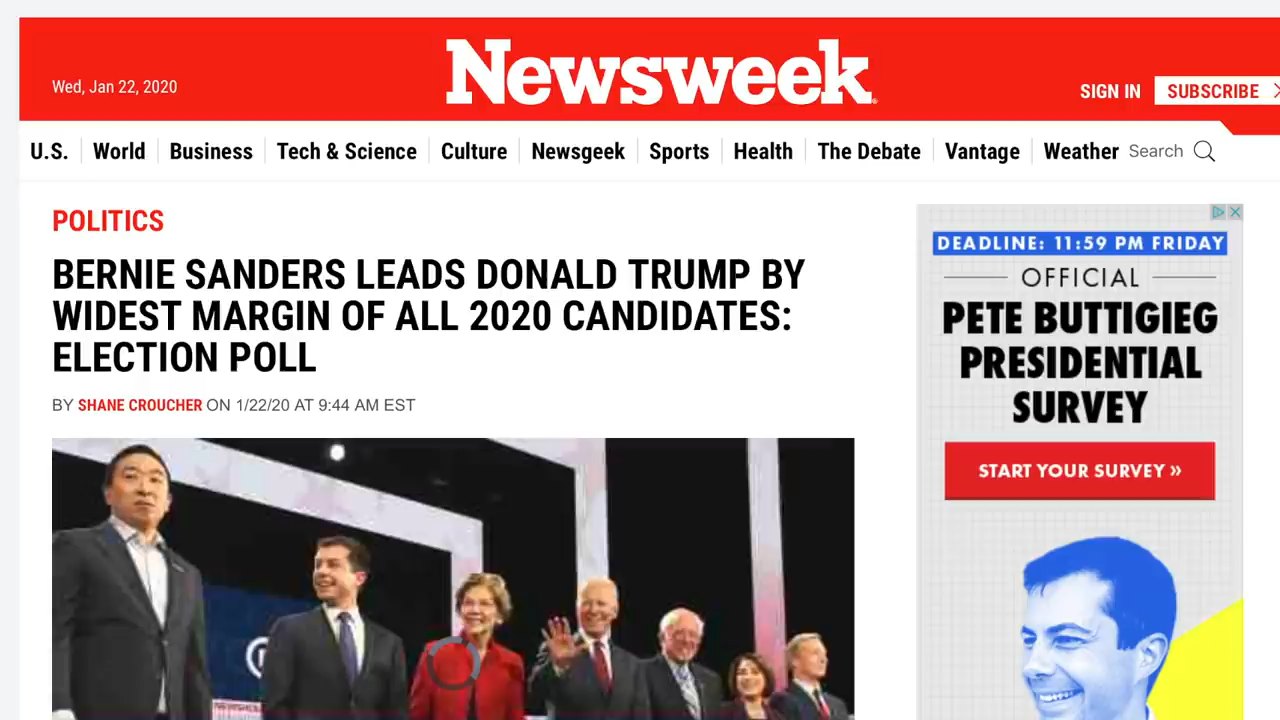 Newsweek
Wed, Jan 22, 2020
SIGN IN
SUBSCRIBE
U.S. World Business Tech & Science Culture Newsgeek Sports Health The Debate Vantage Weather Search
POLITICS
BERNIE SANDERS LEADS DONALD TRUMP BY
WIDEST MARGIN OF ALL 2020 CANDIDATES:
ELECTION POLL
BY SHANE CROUCHER ON 1/22/20 AT 9:44 AM EST
DEADLINE: 11:59 PM FRIDAY
OFFICIAL
PETE BUTTIGIEG
PRESIDENTIAL
SURVEY
START YOUR SURVEY »